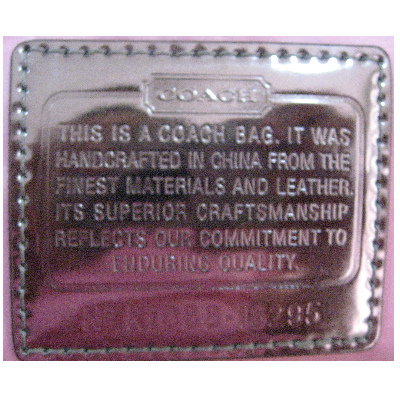 COACH
THIS IS A COACH BAG. IT WAS
HANDCRAFTED IN CHINA FROM THE
FINEST MATERIALS AND LEATHER.
ITS SUPERIOR CRAFTSMANSHIP
REFLECTS OUR COMMITMENT TO
ENDURING QUALITY.